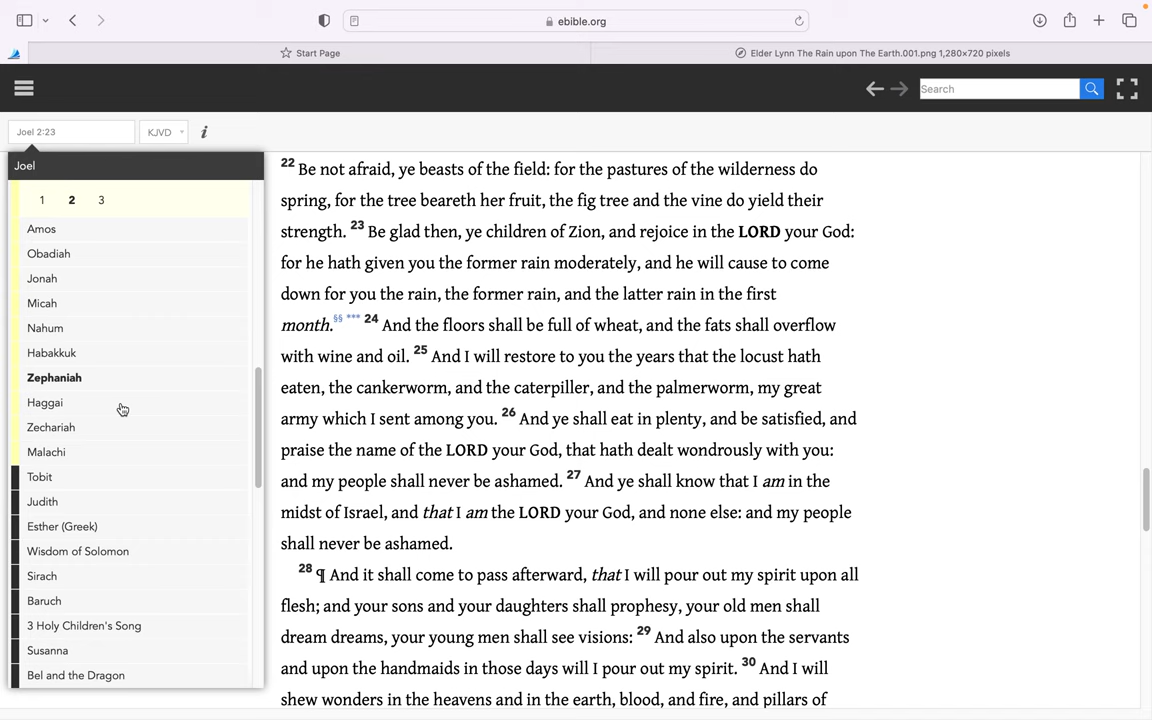 ebible.org
Start Page
Elder Lynn The Rain upon The Earth.001.png 1,280×720 pixels
Search
Joel 2:23
KJVD
i
Joel
1 2 3
Amos
Obadiah
Jonah
Micah
Nahum
Habakkuk
Zephaniah
Haggai
Zechariah
Malachi
Tobit
Judith
Esther (Greek)
Wisdom of Solomon
Sirach
Baruch
3 Holy Children's Song
Susanna
Bel and the Dragon
22 Be not afraid, ye beasts of the field: for the pastures of the wilderness do
spring, for the tree beareth her fruit, the fig tree and the vine do yield their
strength. 23 Be glad then, ye children of Zion, and rejoice in the LORD your God:
for he hath given you the former rain moderately, and he will cause to come
down for you the rain, the former rain, and the latter rain in the first
month.§§ *** 24 And the floors shall be full of wheat, and the fats shall overflow
with wine and oil. 25 And I will restore to you the years that the locust hath
eaten, the cankerworm, and the caterpiller, and the palmerworm, my great
army which I sent among you. 26 And ye shall eat in plenty, and be satisfied, and
praise the name of the LORD your God, that hath dealt wondrously with you:
and my people shall never be ashamed. 27 And ye shall know that I am in the
midst of Israel, and that I am the LORD your God, and none else: and my people
shall never be ashamed.
28 ¶ And it shall come to pass afterward, that I will pour out my spirit upon all
flesh; and your sons and your daughters shall prophesy, your old men shall
dream dreams, your young men shall see visions: 29 And also upon the servants
and upon the handmaids in those days will I pour out my spirit. 30 And I will
shew wonders in the heavens and in the earth, blood, and fire, and pillars of